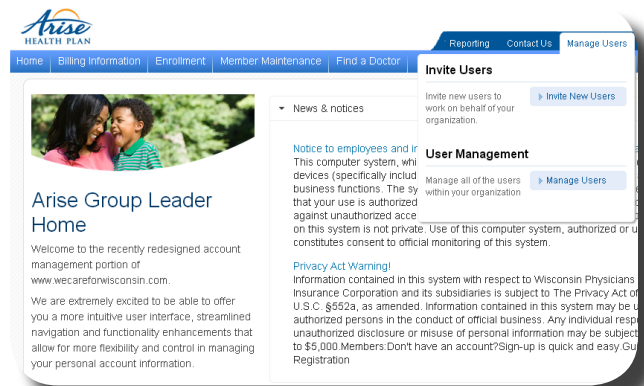 Arise
HEALTH PLAN
Reporting Contact Us Manage Users
Home Billing Information Enrollment Member Maintenance Find a Doctor
Invite Users
Invite new users to
work on behalf of your
organization.
Invite New Users
User Management
Manage all of the users
within your organization
Manage Users
Arise Group Leader
Home
Welcome to the recently redesigned account
management portion of
www.wecareforwisconsin.com.
We are extremely excited to be able to offer
you a more intuitive user interface, streamlined
navigation and functionality enhancements that
allow for more flexibility and control in managing
your personal account information.
News & notices
Notice to employees and
This computer system,
devices (specifically
business functions. The
that your use is authorized
against unauthorized
on this system is not private. Use of this computer system, authorized or
constitutes consent to official monitoring of this system.
Privacy Act Warning!
Information contained in this system with respect to Wisconsin Physicians
Insurance Corporation and its subsidiaries is subject to The Privacy Act of
U.S.C. §552a, as amended. Information contained in this system may be
authorized persons in the conduct of official business. Any individual
unauthorized disclosure or misuse of personal information may be subject
to $5,000.Members:Don't have an account?Sign-up is quick and easy.
Registration